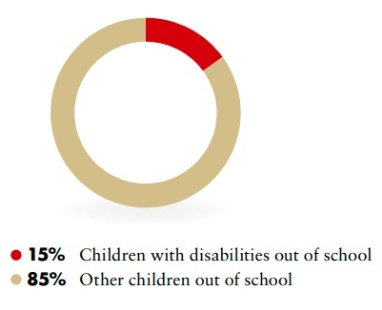 15% Children with disabilities out of school
85% Other children out of school